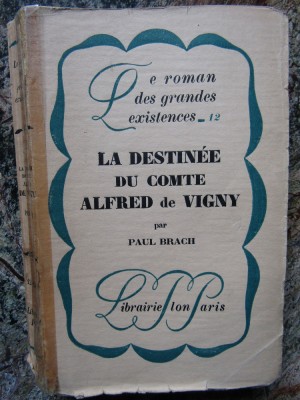 Le roman
des grandes
existences - 12
LA DESTINÉE
DU COMTE
ALFRED de VIGNY
par
PAUL BRACH
Librairie Plon Paris